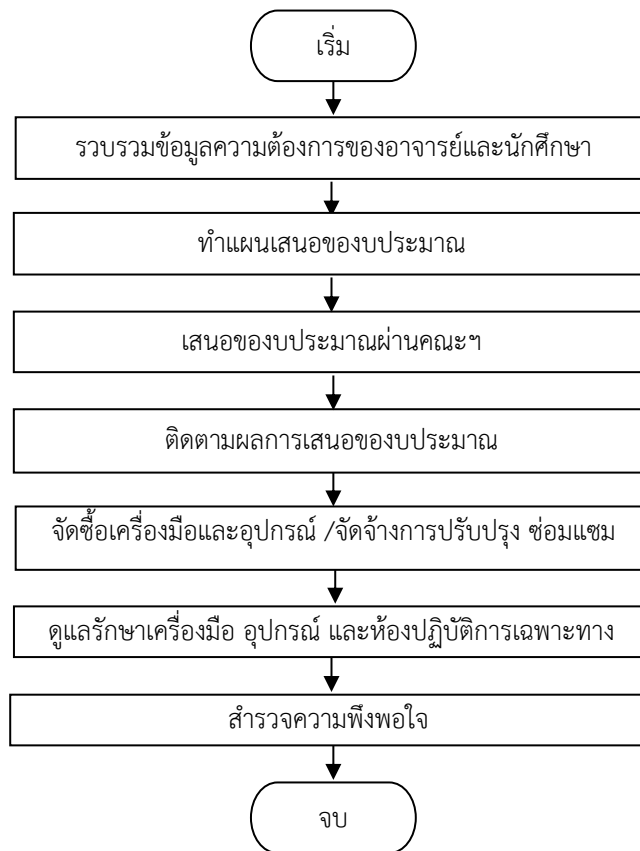 เริ่ม
รวบรวมข้อมูลความต้องการของอาจารย์และนักศึกษา
ทำแผนเสนอของบประมาณ
เสนอของบประมาณผ่านคณะฯ
ติดตามผลการเสนอของบประมาณ
จัดซื้อเครื่องมือและอุปกรณ์ /จัดจ้างการปรับปรุง ซ่อมแซม
ดูแลรักษาเครื่องมือ อุปกรณ์ และห้องปฏิบัติการเฉพาะทาง
สำรวจความพึงพอใจ
จบ